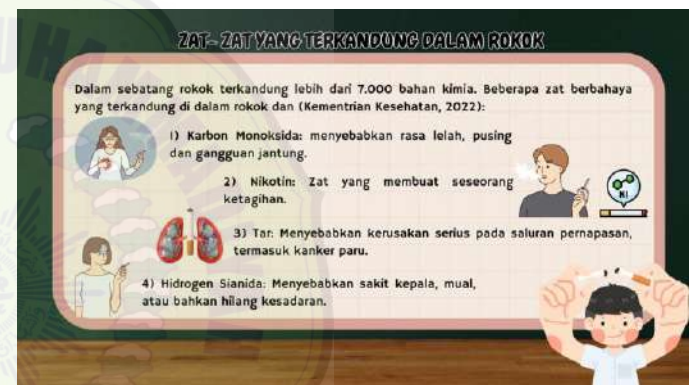 ZAT- ZAT YANG TERKANDUNG DALAM ROKOK
Dalam sebatang rokok terkandung lebih dari 7.000 bahan kimia. Beberapa zat berbahaya
yang terkandung di dalam rokok dan (Kementrian Kesehatan, 2022):
1) Karbon Monoksida: menyebabkan rasa lelah, pusing
dan gangguan jantung.
2) Nikotin: Zat yang membuat seseorang
ketagihan.
NI
3) Tar: Menyebabkan kerusakan serius pada saluran pernapasan,
termasuk kanker paru.
4) Hidrogen Sianida: Menyebabkan sakit kepala, mual,
atau bahkan hilang kesadaran.